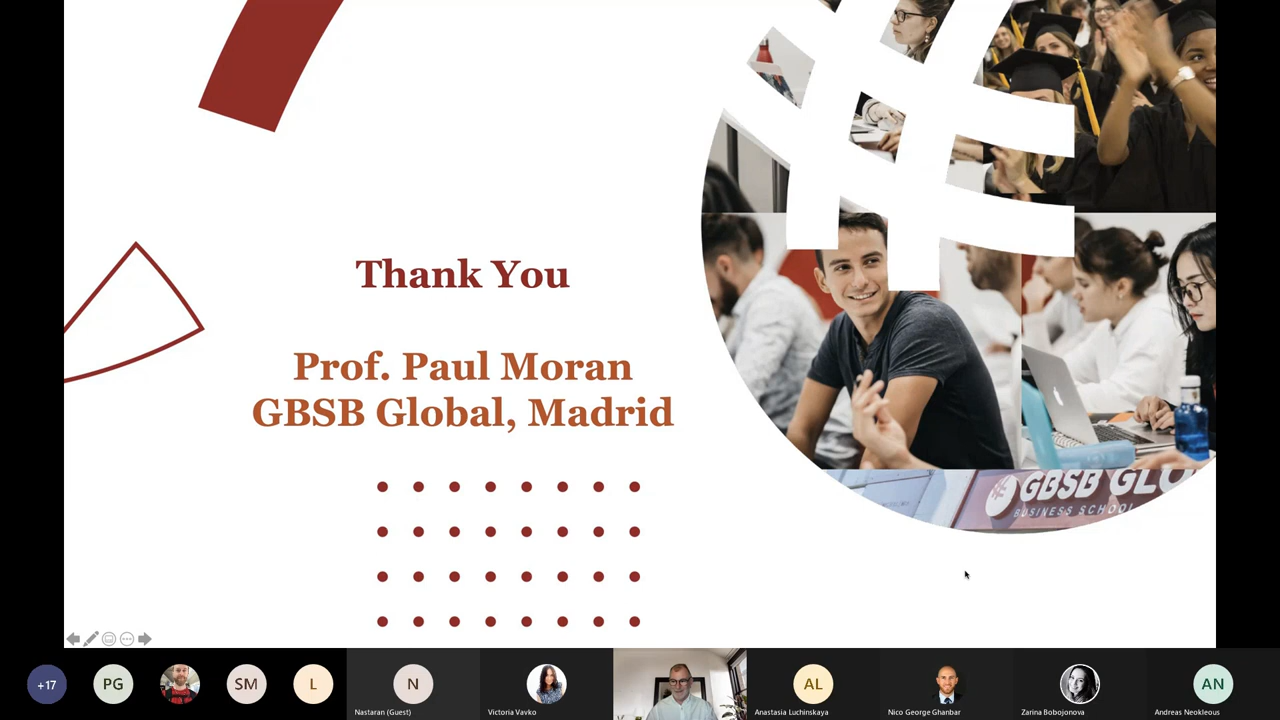 Thank You
Prof. Paul Moran
GBSB Global, Madrid
GBSB GLO
BUSINESS SCHOOL
+17
PG
SM
L
N
Nastaran (Guest)
Victoria Vavko
AL
Anastasia Luchinskaya
Nico George Ghanbar
Zarina Bobojonova
AN
Andreas Neokleous